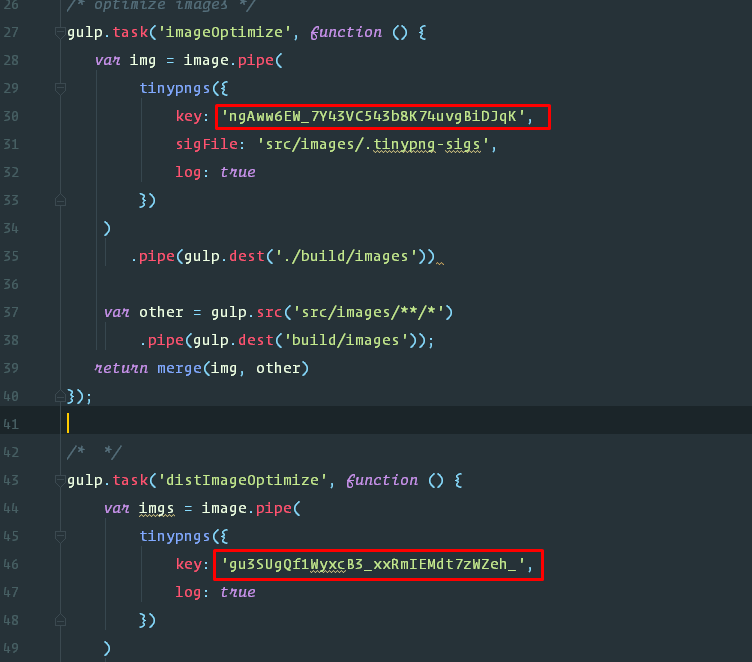 26 /* optimize images */
27 gulp.task('imageOptimize', function () {
28 var img = image.pipe(
29 tinypngs({
30 key: 'ngAww6EW_7Y43VC543b8K74uvgBiDJqK',
31 sigFile: 'src/images/.tinypng-sigs',
32 log: true
33 })
34 )
35 .pipe(gulp.dest('./build/images'))
36
37 var other = gulp.src('src/images/**/*')
38 .pipe(gulp.dest('build/images'));
39 return merge(img, other)
40 });
41
42 /*  */
43 gulp.task('distImageOptimize', function () {
44 var imgs = image.pipe(
45 tinypngs({
46 key: 'gu3SUgQf1WyxcB3_xxRmIEMdt7zWZeh_',
47 log: true
48 })
49 )